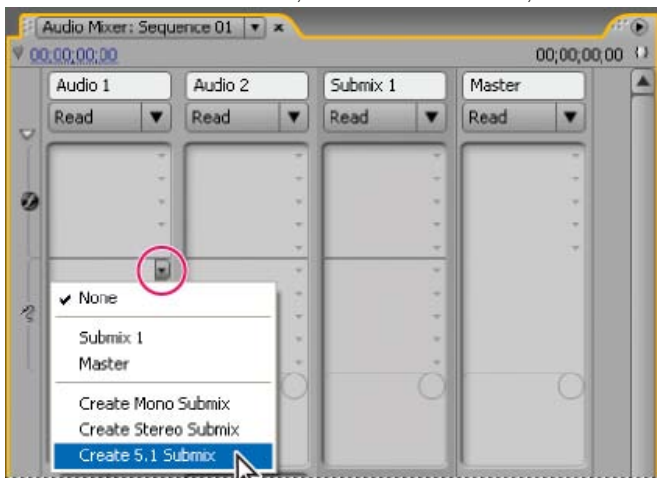 Audio Mixer: Sequence 01
00;00;00;00 00;00;00;00
Audio 1 Audio 2 Submix 1 Master
Read Read Read Read
None
Submix 1
Master
Create Mono Submix
Create Stereo Submix
Create 5.1 Submix